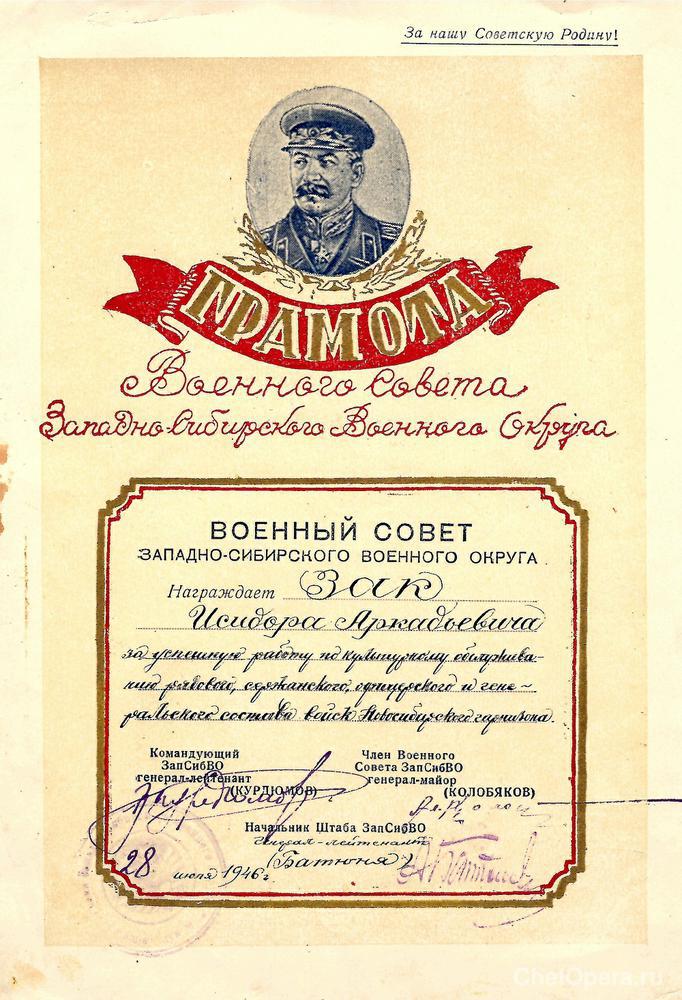 За нашу Советскую Родину!
ГРАМОТА
Военного Совета
Западно-Сибирского Военного Округа
ВОЕННЫЙ СОВЕТ
ЗАПАДНО-СИБИРСКОГО ВОЕННОГО ОКРУГА
Награждает Зак
Исидора Аркадьевича
за успешную работу по культурному обслужива-
нию рядовой, сержанского, офицерского и гене-
ральского состава войск Новосибирского гарнизона.
Командующий
ЗапСибВО
генерал-лейтенант
(КУРДЮМОВ)
Член Военного
Совета ЗапСибВО
генерал-майор
(КОЛОБЯКОВ)
Начальник Штаба ЗапСибВО
генерал-лейтенант
(Батюня)
28 июля 1946 г
ChelOpera.ru